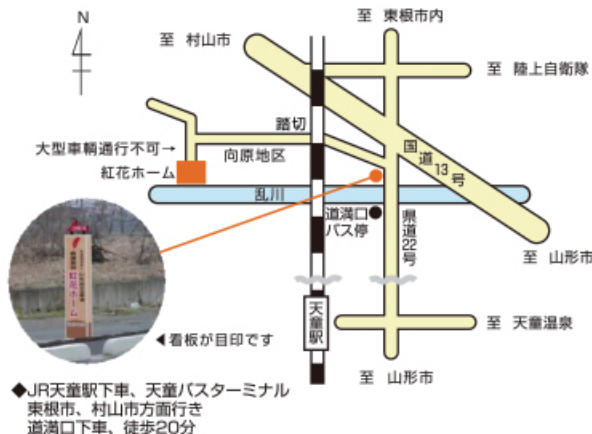 N
至 東根市内
至 村山市
至 陸上自衛隊
踏切
大型車輌通行不可→
向原地区
紅花ホーム
国道13号
乱川
道満口
バス停
県道22号
至 山形市
紅花ホーム
天童駅
◀看板が目印です
至 天童温泉
至 山形市
◆JR天童駅下車、天童バスターミナル
東根市、村山市方面行き
道満口下車、徒歩20分